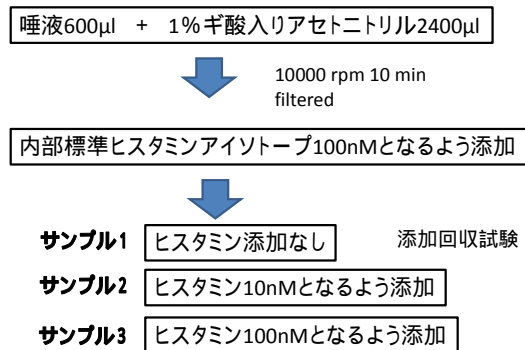 唾液600μl + 1%ギ酸入りアセトニトリル2400μl
10000 rpm 10 min
filtered
内部標準ヒスタミンアイソトープ100nMとなるよう添加
サンプル1 ヒスタミン添加なし 添加回収試験
サンプル2 ヒスタミン10nMとなるよう添加
サンプル3 ヒスタミン100nMとなるよう添加